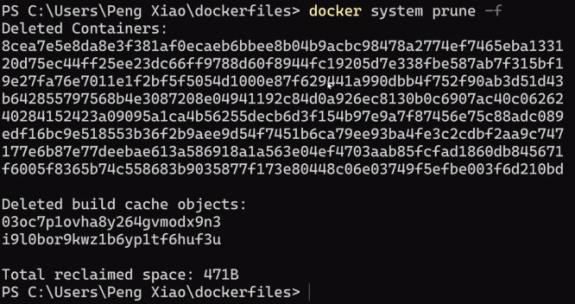 PS C:\Users\Peng Xiao\dockerfiles> docker system prune -f
Deleted Containers:
8cea7e5e8da8e3f381af0ecaeb6bbee8b04b9acbc98478a2774ef7465eba1331
20d75ec44ff25ee23dc66ff9788d60f8944fc19205d7e338fbe587ab7f315bf1
9e27fa76e7011e1f2bf5f5054d1000e87f629441a990dbb4f752f90ab3d51d43
b642855797568b4e3087208e04941192c84d0a926ec8130b0c6907ac40c06262
40284152423a09095a1ca4b56255decb6d3f154b97e9a7f87456e75c88adc089
edf16bc9e518553b36f2b9aee9d54f7451b6ca79ee93ba4fe3c2cdbf2aa9c747
177e6b87e77deebae613a586918a1a563e04ef4703aab85fcfad1860db845671
f6005f8365b74c558683b9035877f173e80448c06e03749f5efbe003f6d210bd
Deleted build cache objects:
03oc7p1ovha8y264gvmodx9n3
i9l0bor9kwz1b6yp1tf6huf3u
Total reclaimed space: 471B
PS C:\Users\Peng Xiao\dockerfiles>